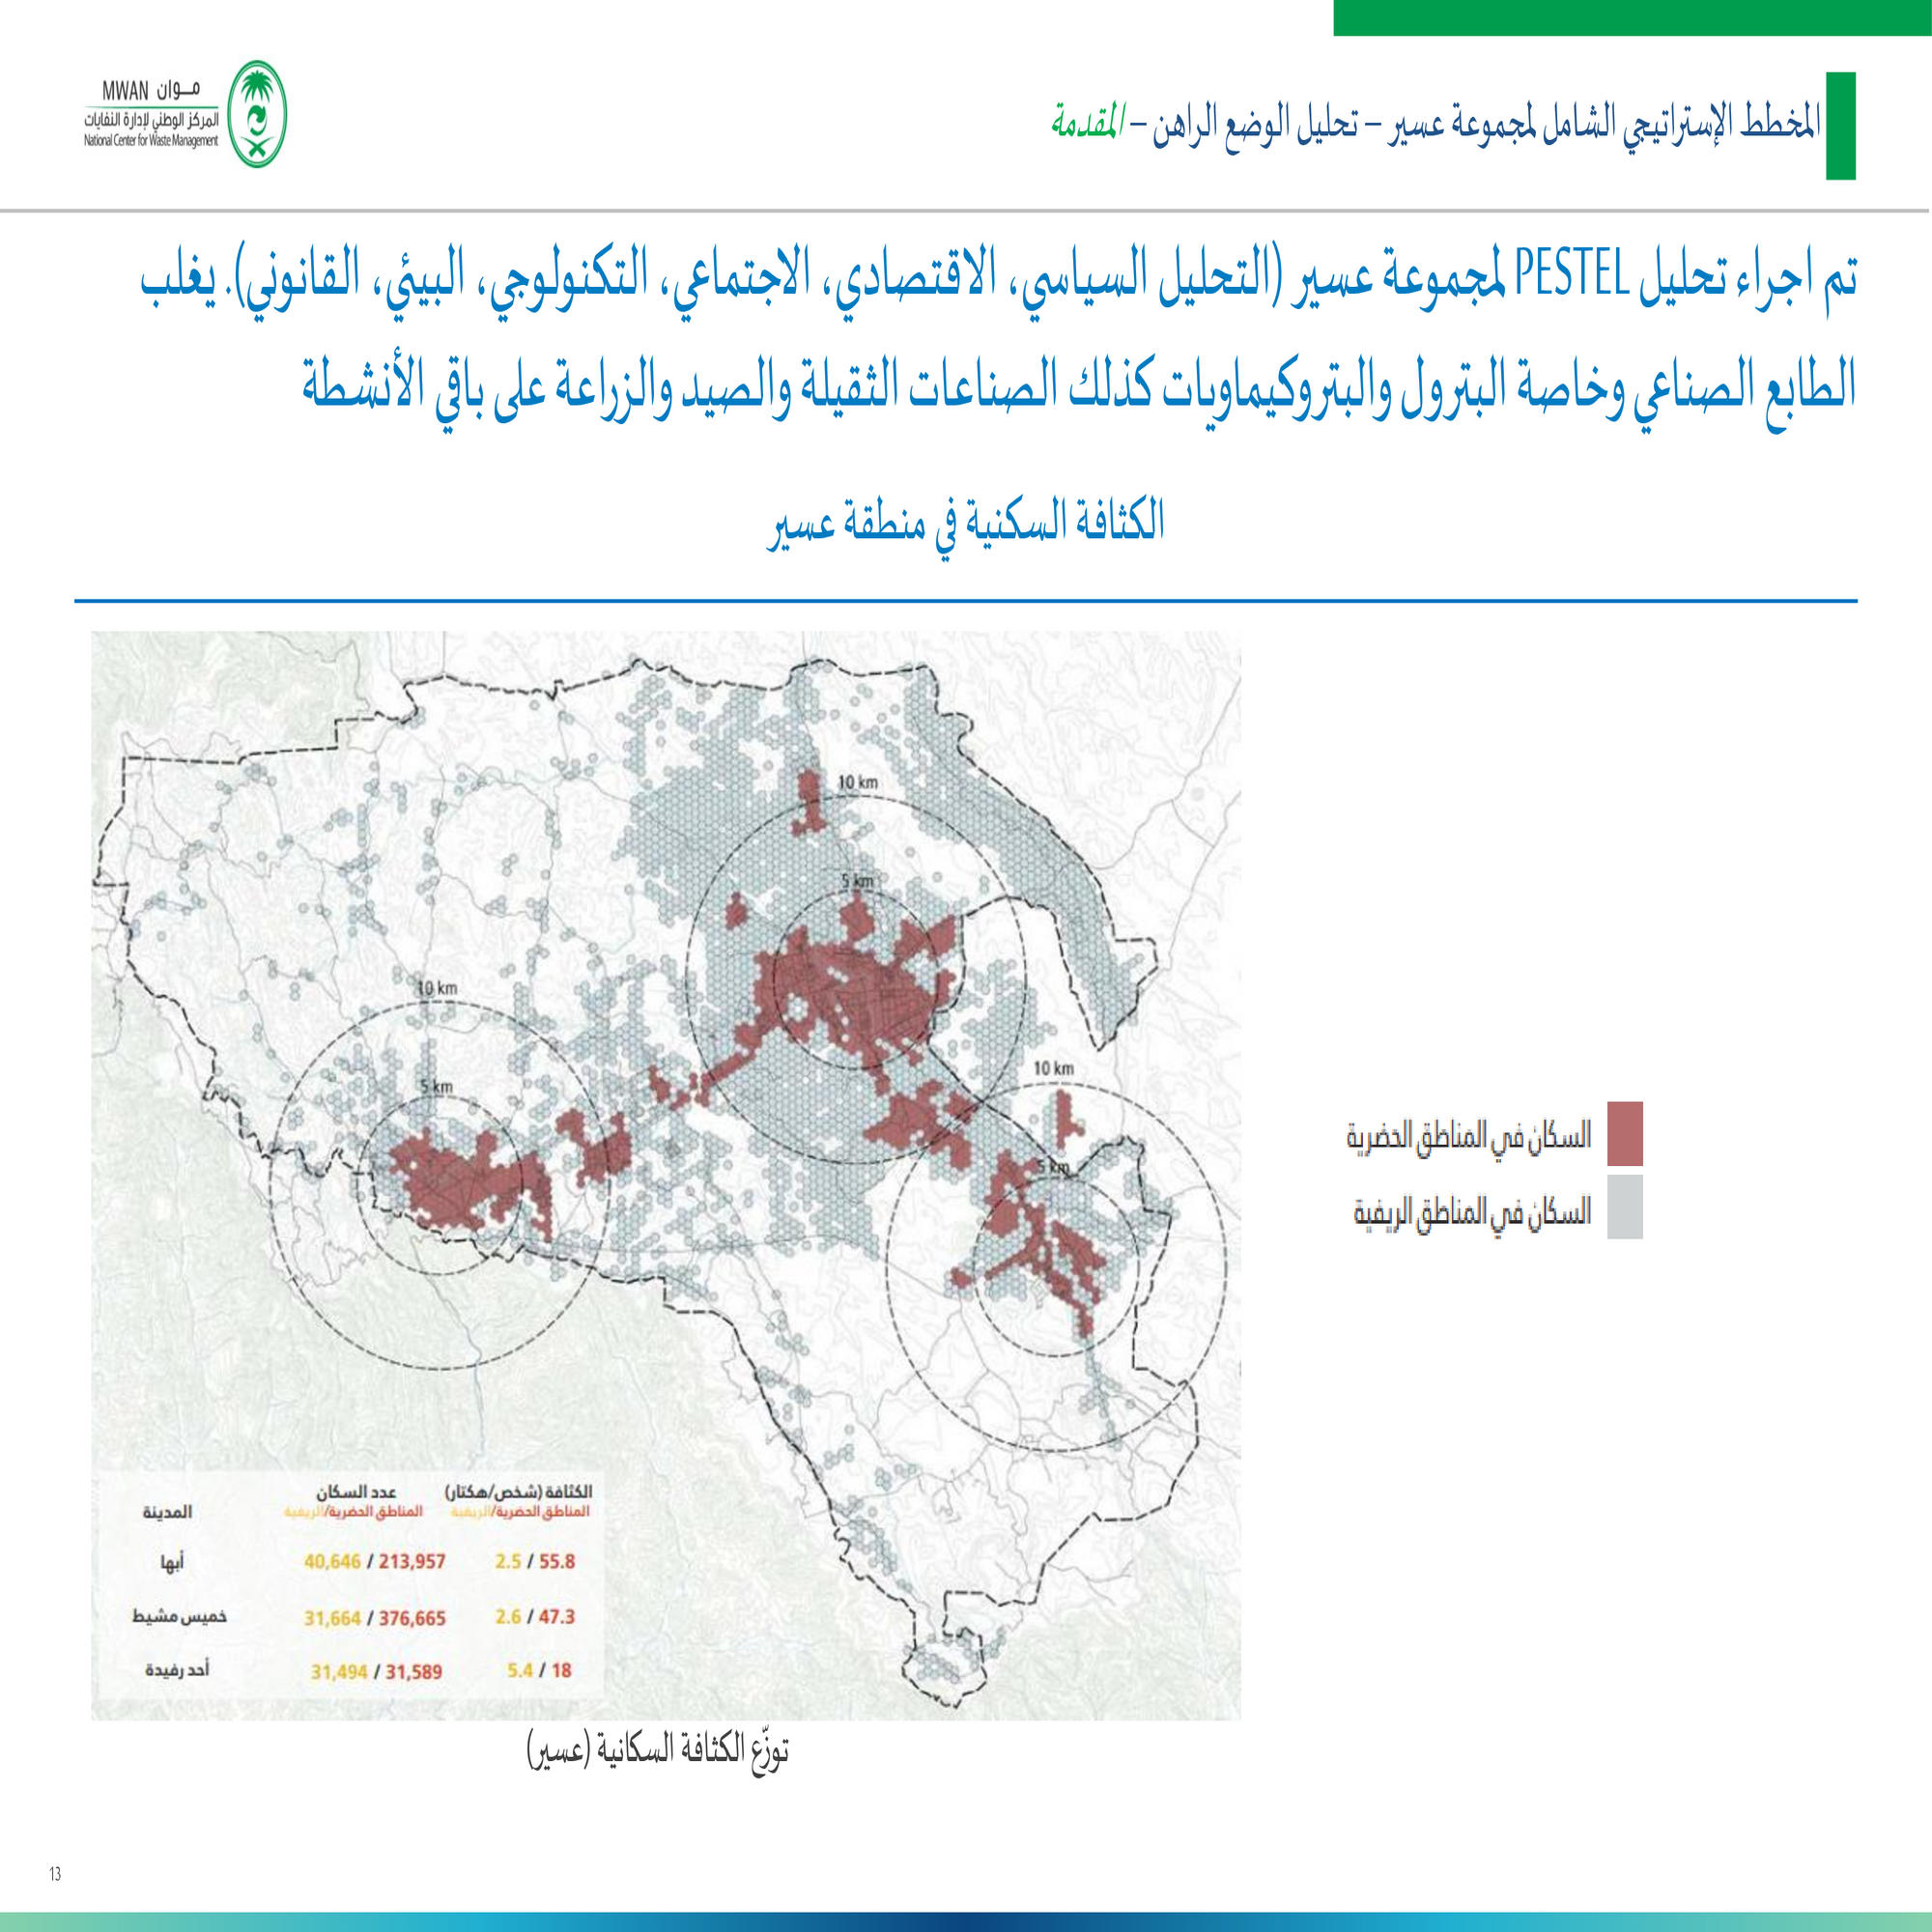 موان MWAN
المركز الوطني لإدارة النفايات
National Center for Waste Management
المخطط الإستراتيجي الشامل لمجموعة عسير – تحليل الوضع الراهن – المقدمة
تم اجراء تحليل PESTEL لمجموعة عسير (التحليل السياسي، الاقتصادي، الاجتماعي، التكنولوجي، البيئي، القانوني). يغلب
الطابع الصناعي وخاصة البترول والبتروكيماويات كذلك الصناعات الثقيلة والصيد والزراعة على باقي الأنشطة
الكثافة السكنية في منطقة عسير
10 km
5 km
10 km
5 km
10 km
5 km
السكان في المناطق الحضرية
السكان في المناطق الريفية
المدينة عدد السكان الكثافة (شخص/هكتار)
المناطق الحضرية/الريفية المناطق الحضرية/الريفية
أبها 40,646 / 213,957 2.5 / 55.8
خميس مشيط 31,664 / 376,665 2.6 / 47.3
أحد رفيدة 31,494 / 31,589 5.4 / 18
توزّع الكثافة السكانية (عسير)
13